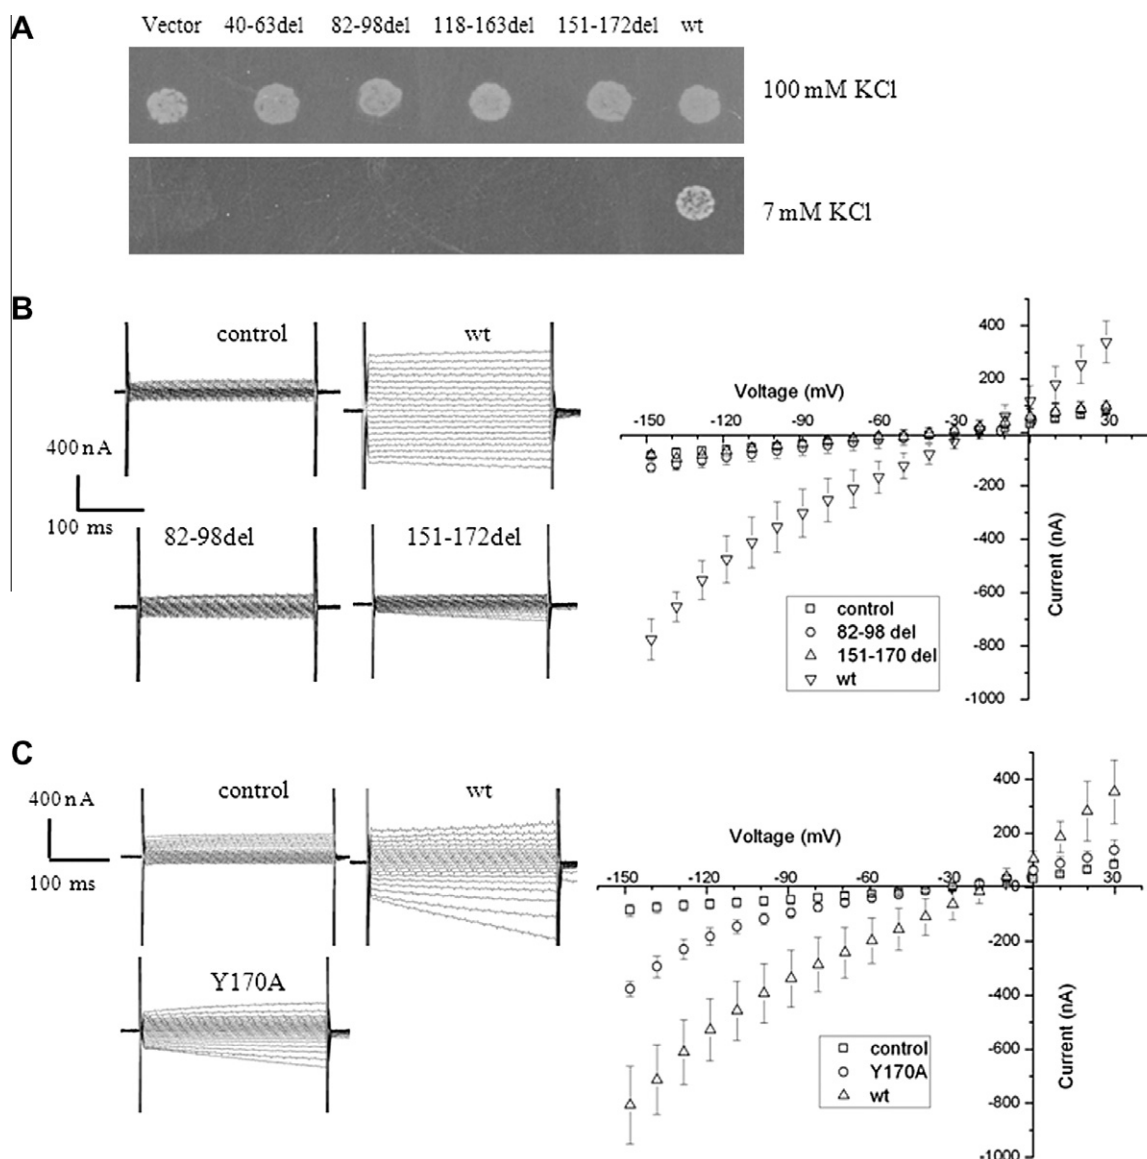 A
Vector 40-63del 82-98del 118-163del 151-172del wt
100 mM KCl
7 mM KCl
B
control wt
400 nA
100 ms
82-98del 151-172del
Voltage (mV)
-150 -120 -90 -60 -30 0 30
400
200
-200
-400
-600
-800
-1000
Current (nA)
control
82-98 del
151-170 del
wt
C
control wt
400 nA
100 ms
Y170A
Voltage (mV)
-150 -120 -90 -60 -30 0 30
400
200
-200
-400
-600
-800
-1000
Current (nA)
control
Y170A
wt